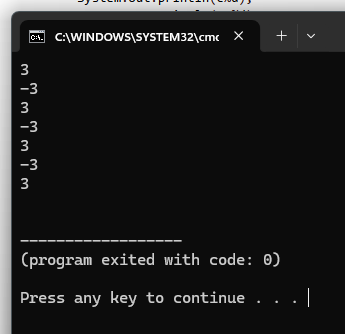 C:\WINDOWS\SYSTEM32\cmd
3
-3
3
-3
3
-3
3
------------------
(program exited with code: 0)
Press any key to continue . . .